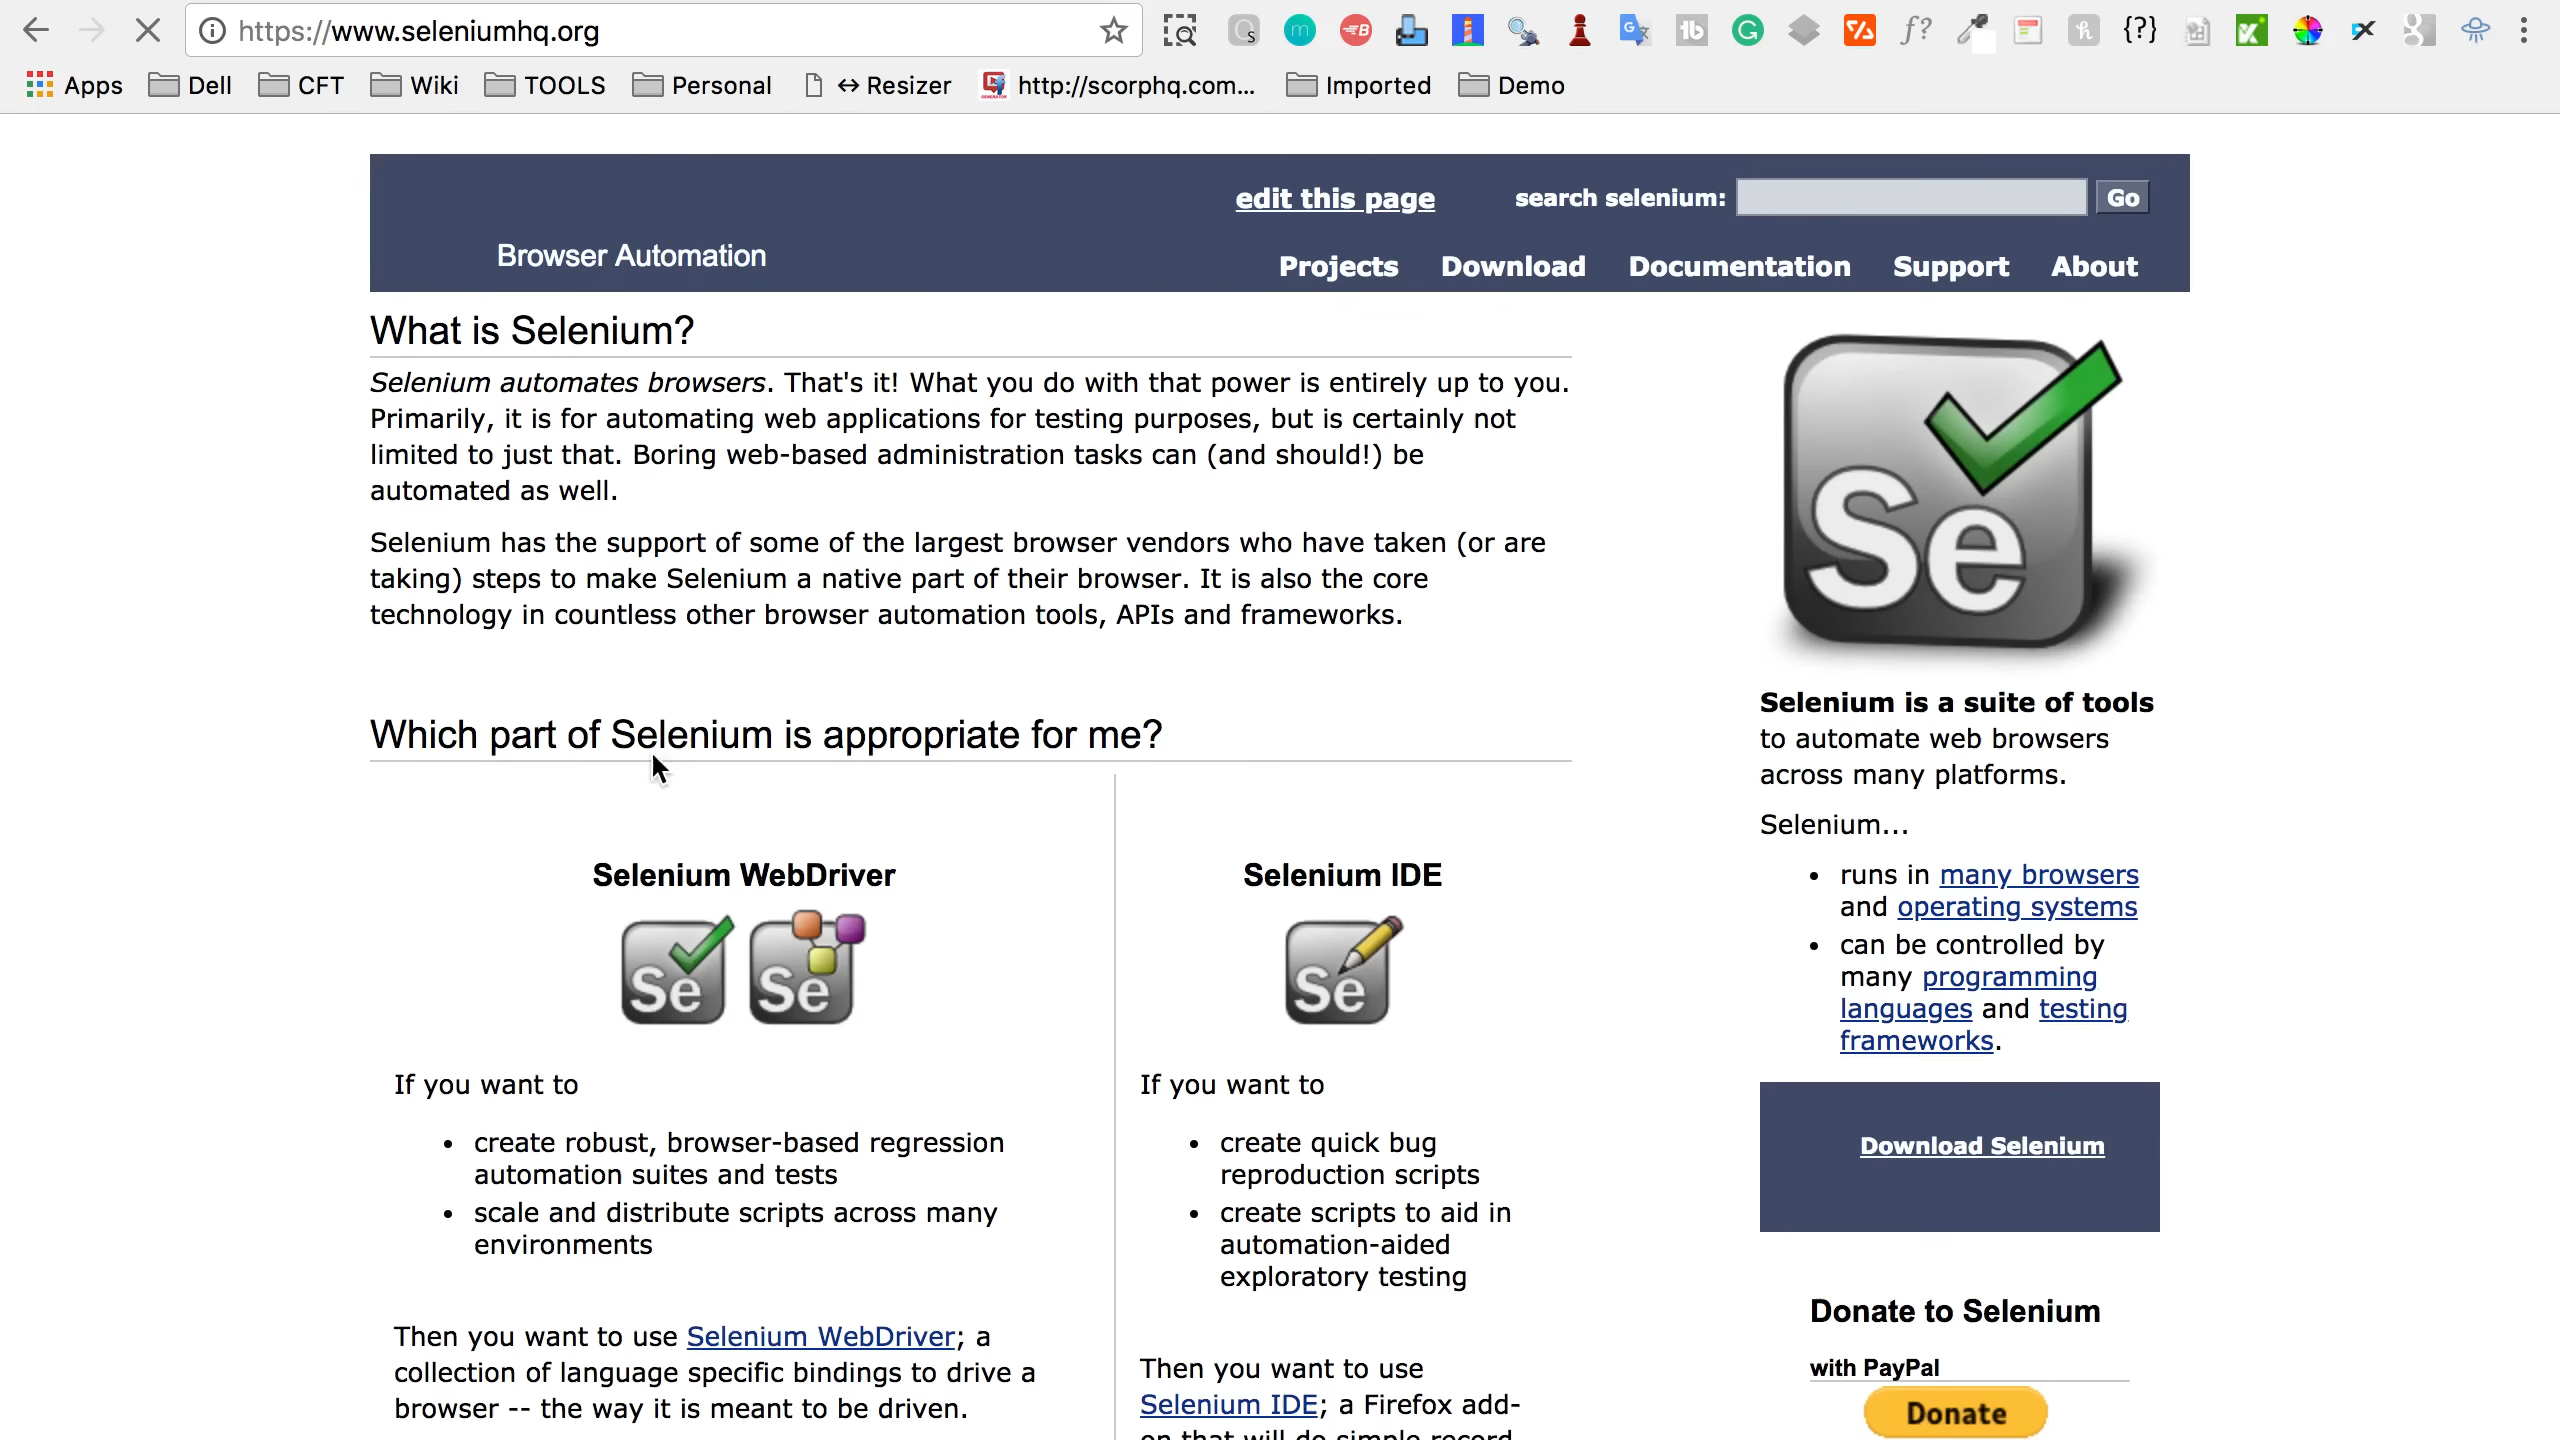 https://www.seleniumhq.org
Apps Dell CFT Wiki TOOLS Personal ↔ Resizer http://scorphq.com... Imported Demo
edit this page search selenium: Go
Browser Automation
Projects Download Documentation Support About
What is Selenium?
Selenium automates browsers. That's it! What you do with that power is entirely up to you.
Primarily, it is for automating web applications for testing purposes, but is certainly not
limited to just that. Boring web-based administration tasks can (and should!) be
automated as well.
Selenium has the support of some of the largest browser vendors who have taken (or are
taking) steps to make Selenium a native part of their browser. It is also the core
technology in countless other browser automation tools, APIs and frameworks.
Which part of Selenium is appropriate for me?
Selenium WebDriver
Se Se
If you want to
• create robust, browser-based regression
automation suites and tests
• scale and distribute scripts across many
environments
Then you want to use Selenium WebDriver; a
collection of language specific bindings to drive a
browser -- the way it is meant to be driven.
Selenium IDE
Se
If you want to
• create quick bug
reproduction scripts
• create scripts to aid in
automation-aided
exploratory testing
Then you want to use
Selenium IDE; a Firefox add-
on that will do simple record
Se
Selenium is a suite of tools
to automate web browsers
across many platforms.
Selenium...
• runs in many browsers
and operating systems
• can be controlled by
many programming
languages and testing
frameworks.
Download Selenium
Donate to Selenium
with PayPal
Donate